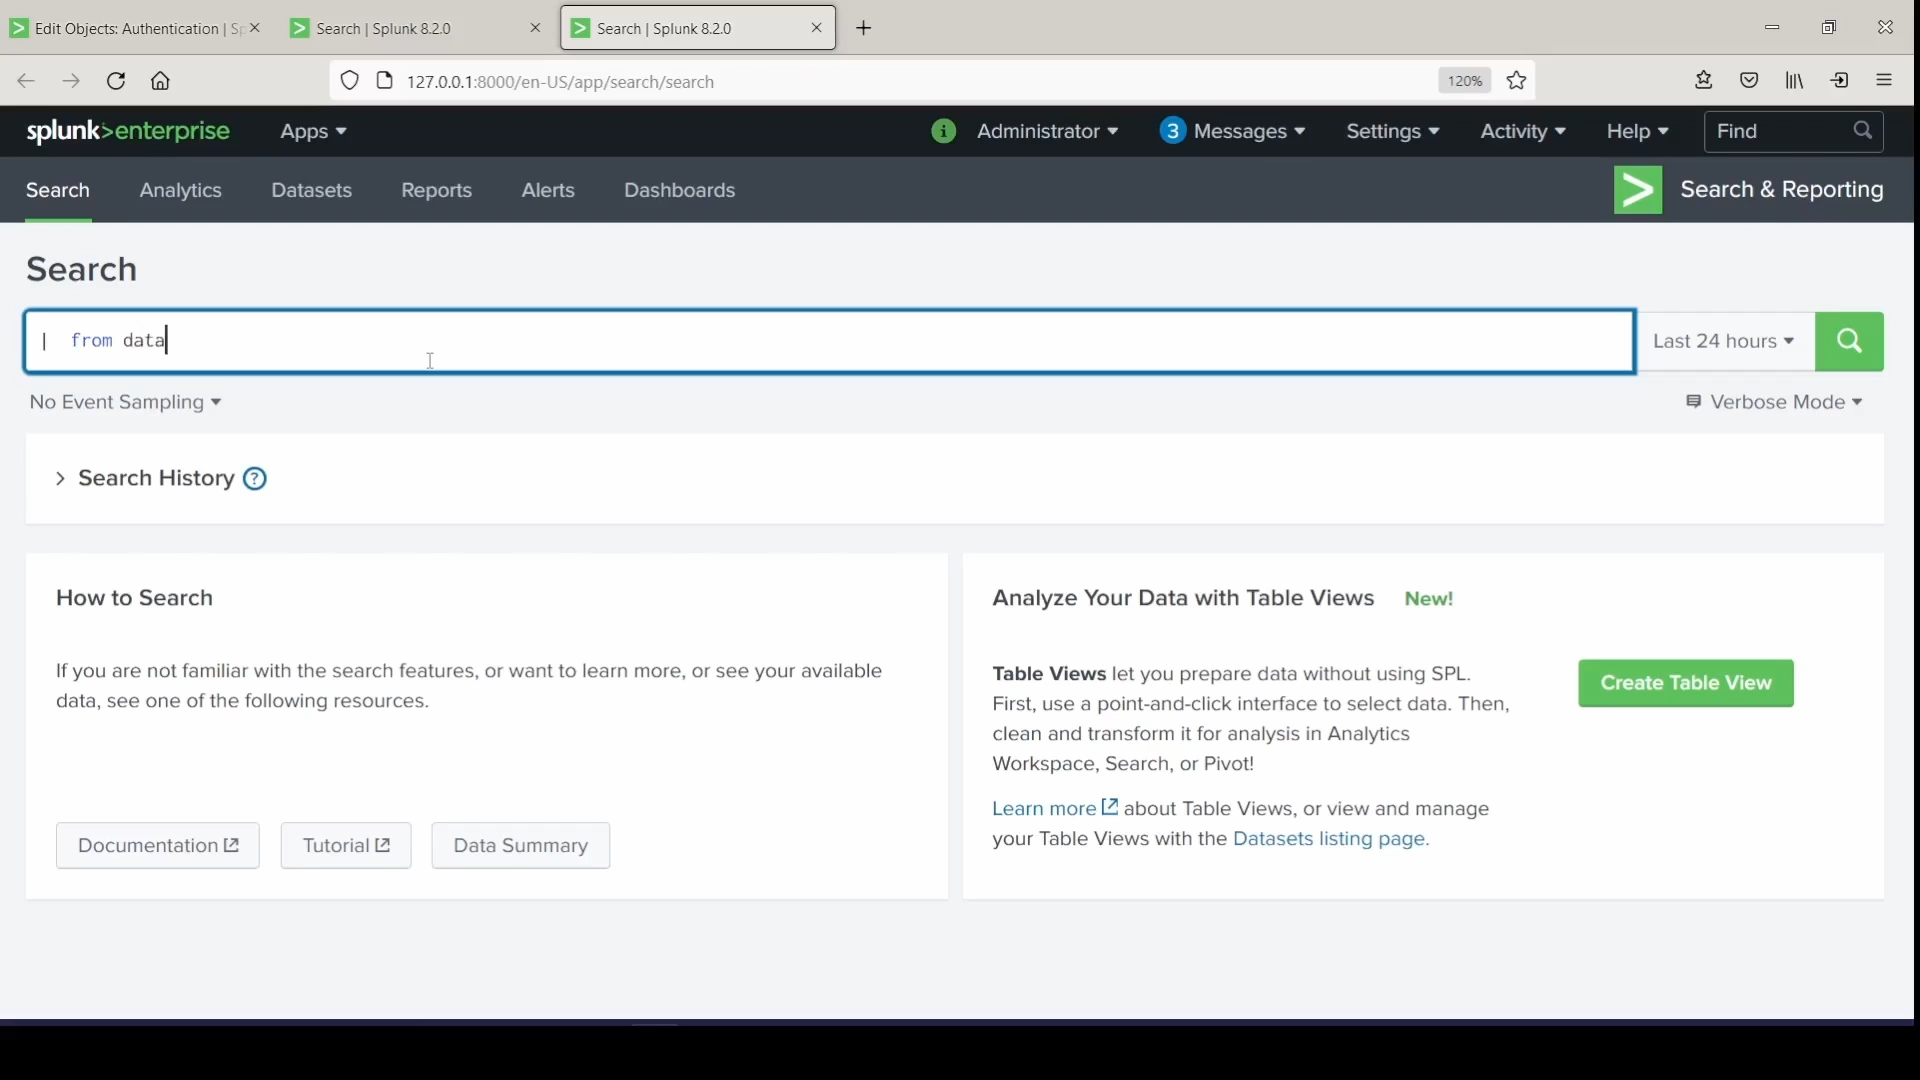 Edit Objects: Authentication | Sp
Search | Splunk 8.2.0
Search | Splunk 8.2.0
127.0.0.1:8000/en-US/app/search/search
120%
splunk>enterprise
Apps
i
Administrator
3
Messages
Settings
Activity
Help
Find
Search
Analytics
Datasets
Reports
Alerts
Dashboards
Search & Reporting
Search
| from data
Last 24 hours
No Event Sampling
Verbose Mode
Search History ?
How to Search
If you are not familiar with the search features, or want to learn more, or see your available
data, see one of the following resources.
Documentation
Tutorial
Data Summary
Analyze Your Data with Table Views New!
Table Views let you prepare data without using SPL.
First, use a point-and-click interface to select data. Then,
clean and transform it for analysis in Analytics
Workspace, Search, or Pivot!
Learn more about Table Views, or view and manage
your Table Views with the Datasets listing page.
Create Table View